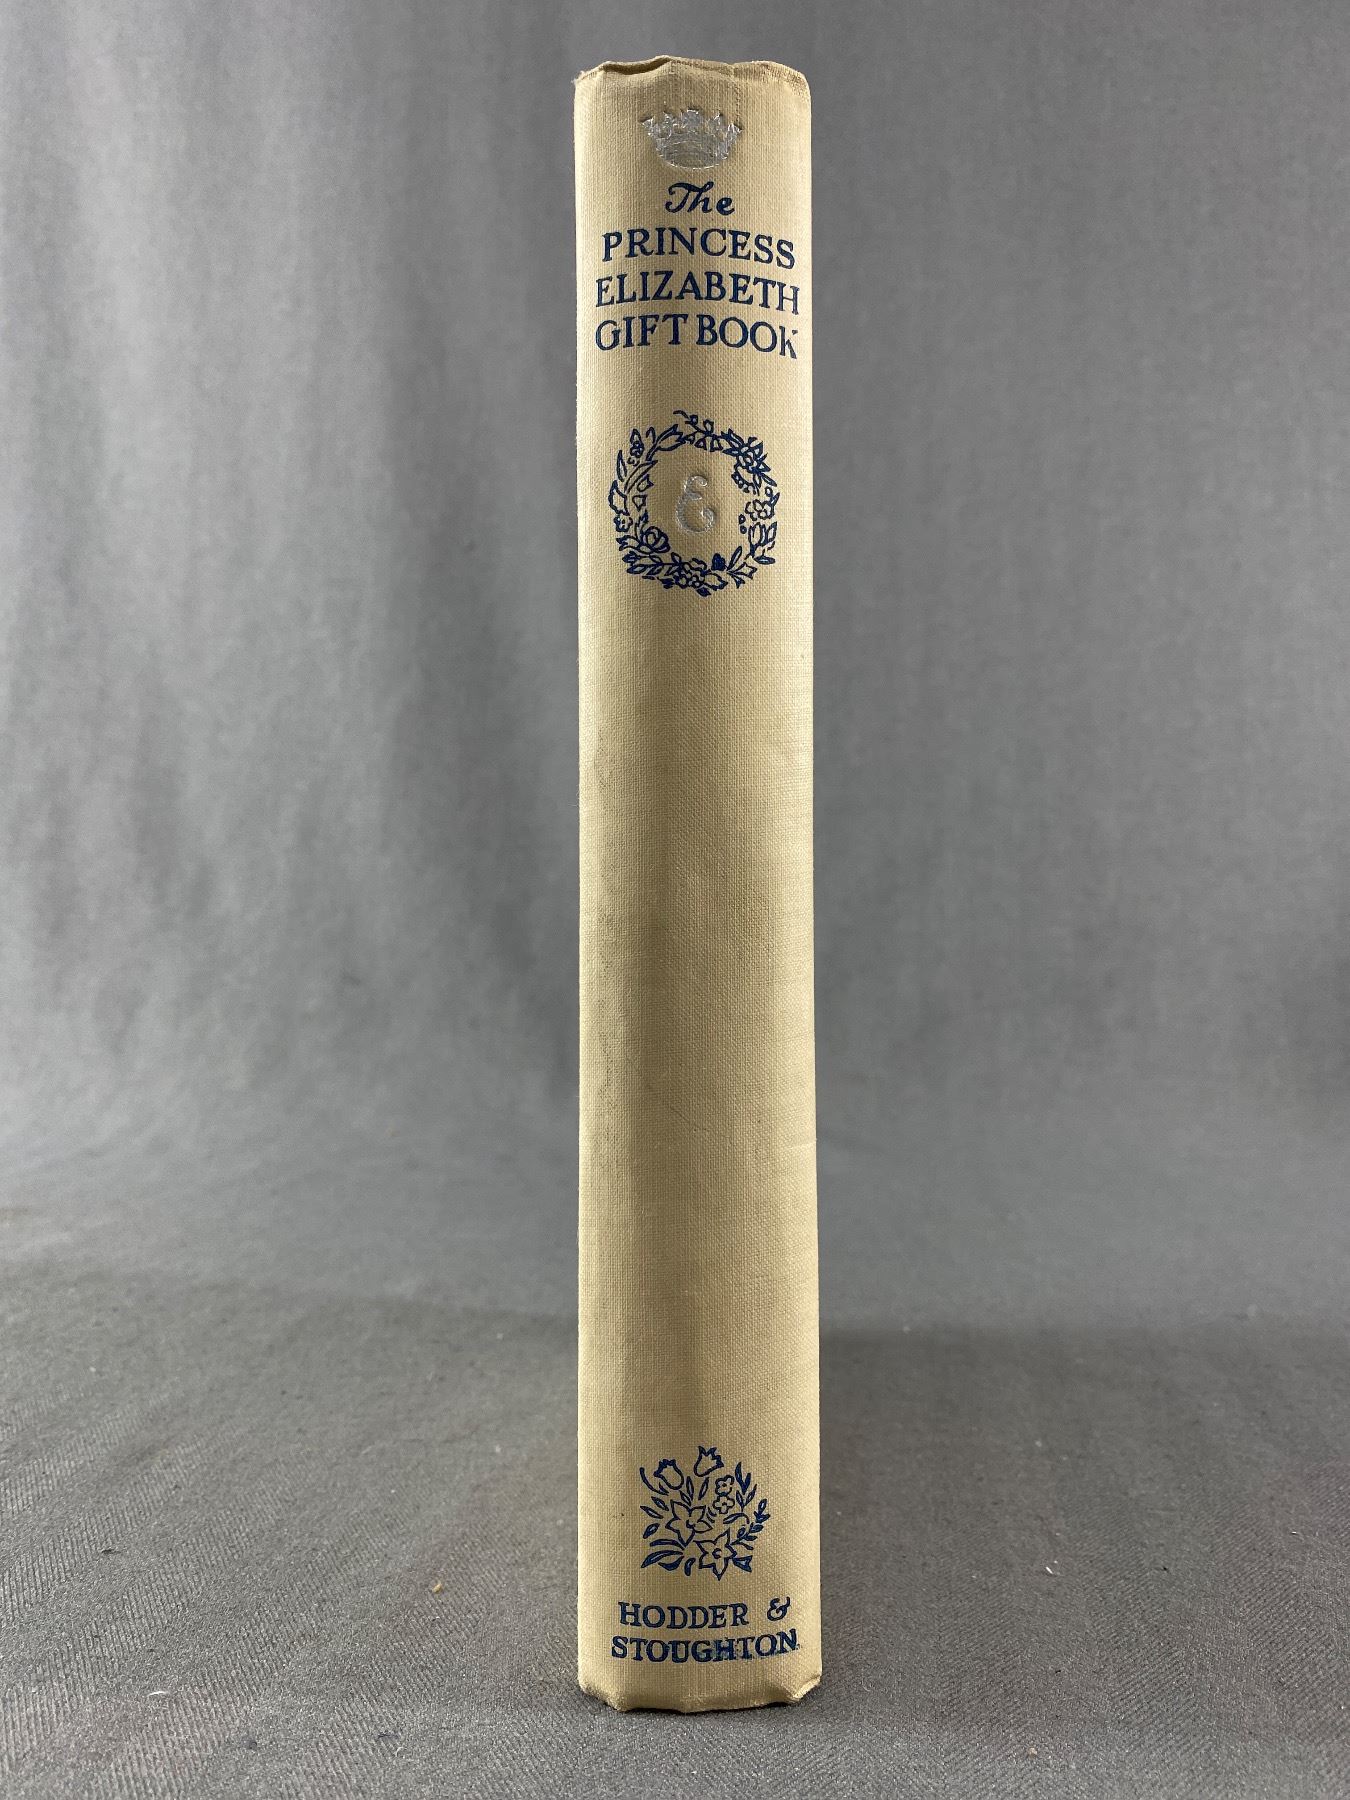 The
PRINCESS
ELIZABETH
GIFT BOOK
E
HODDER &
STOUGHTON